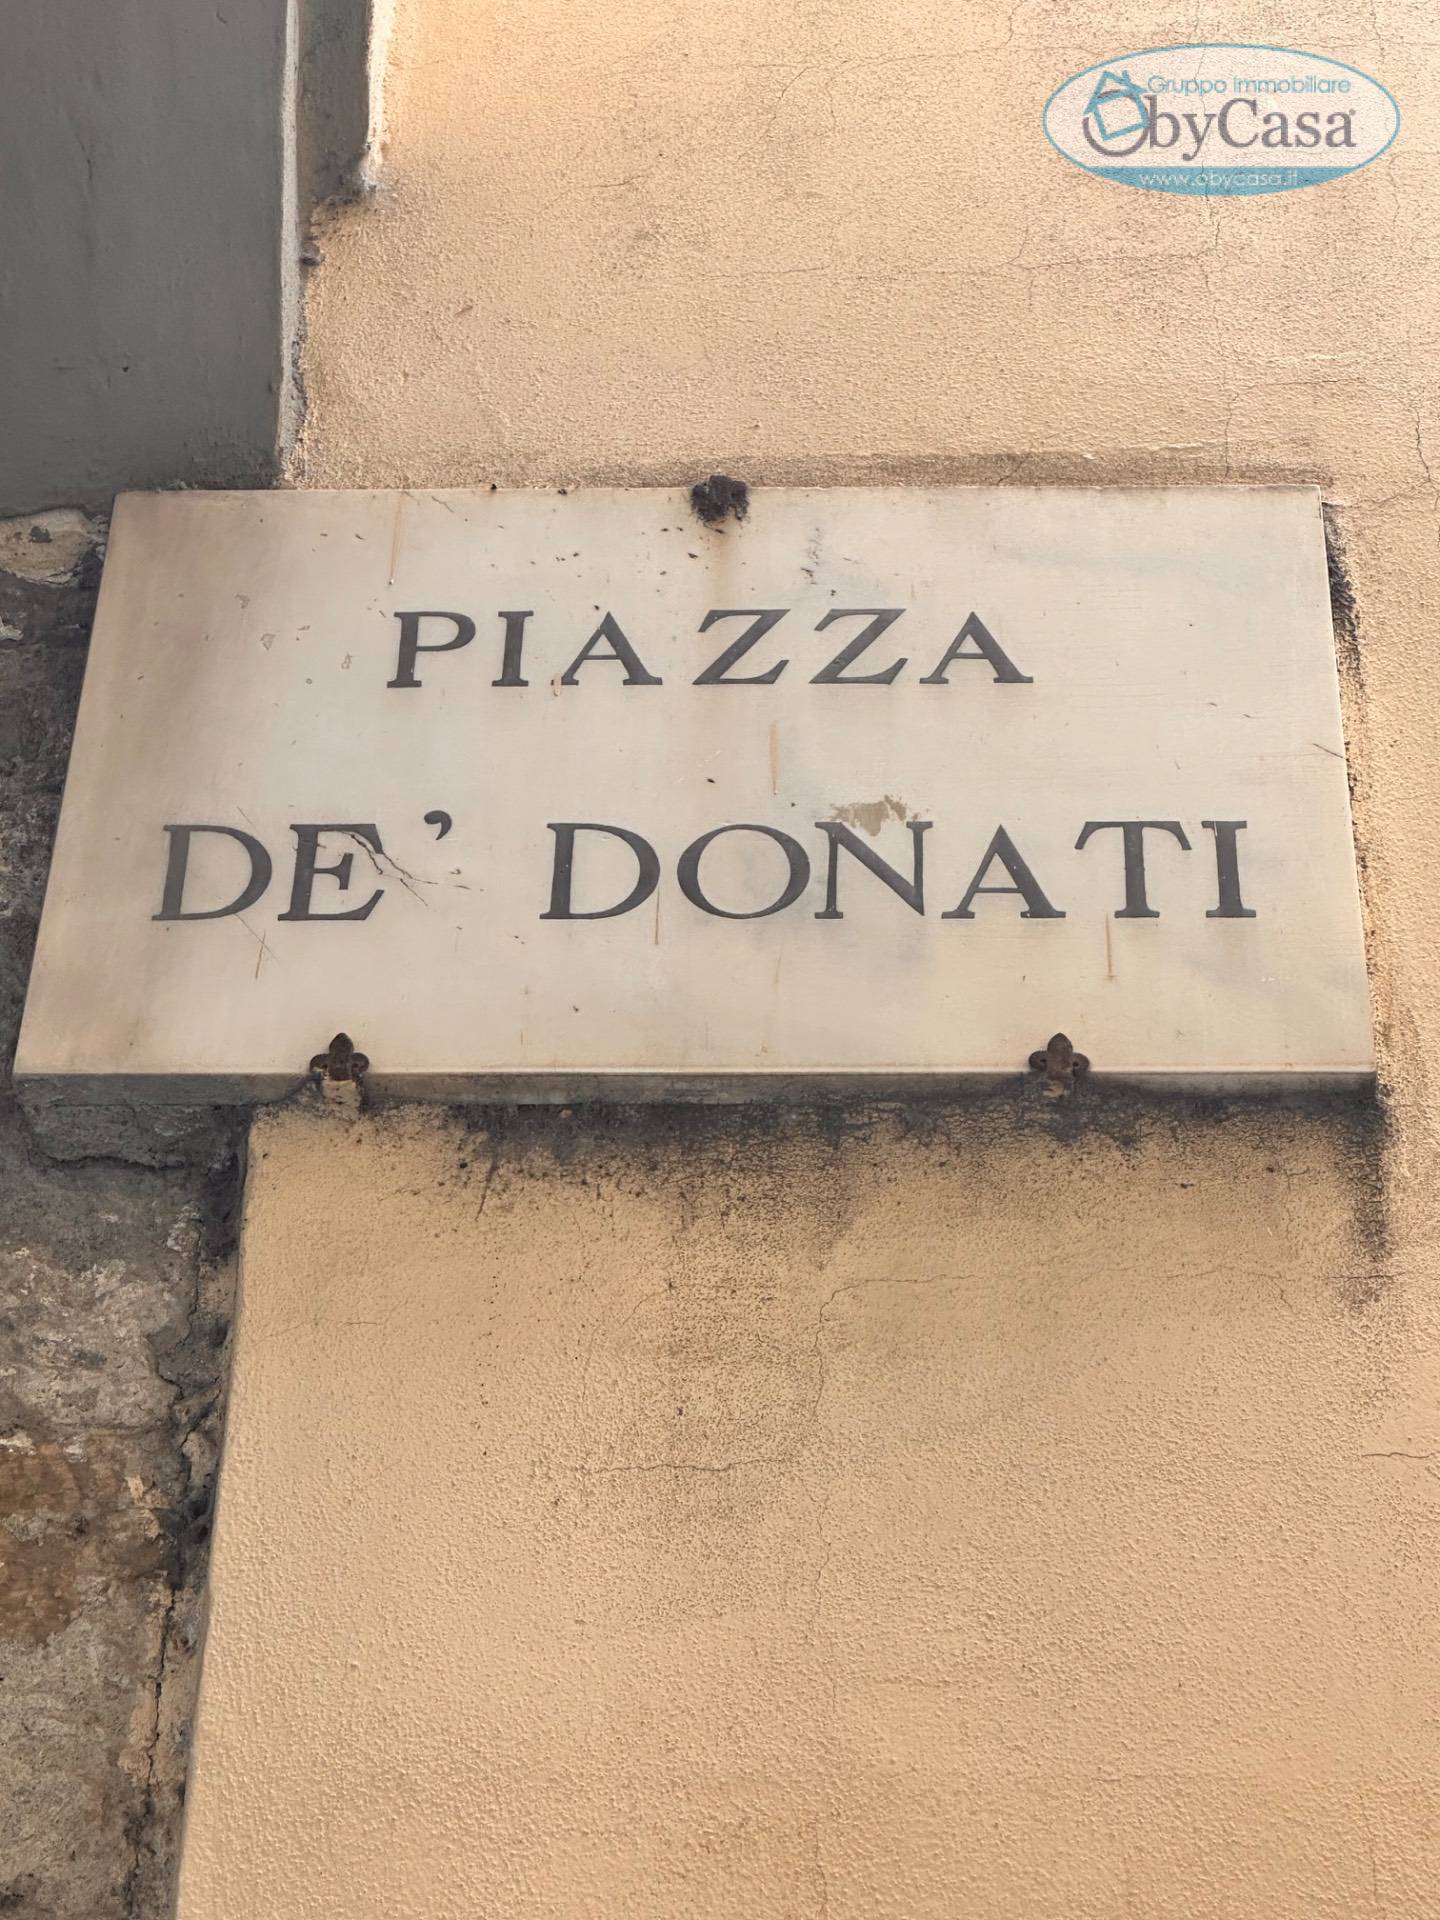 Gruppo Immobiliare
ObyCasa
www.obycasa.it
PIAZZA
DE' DONATI